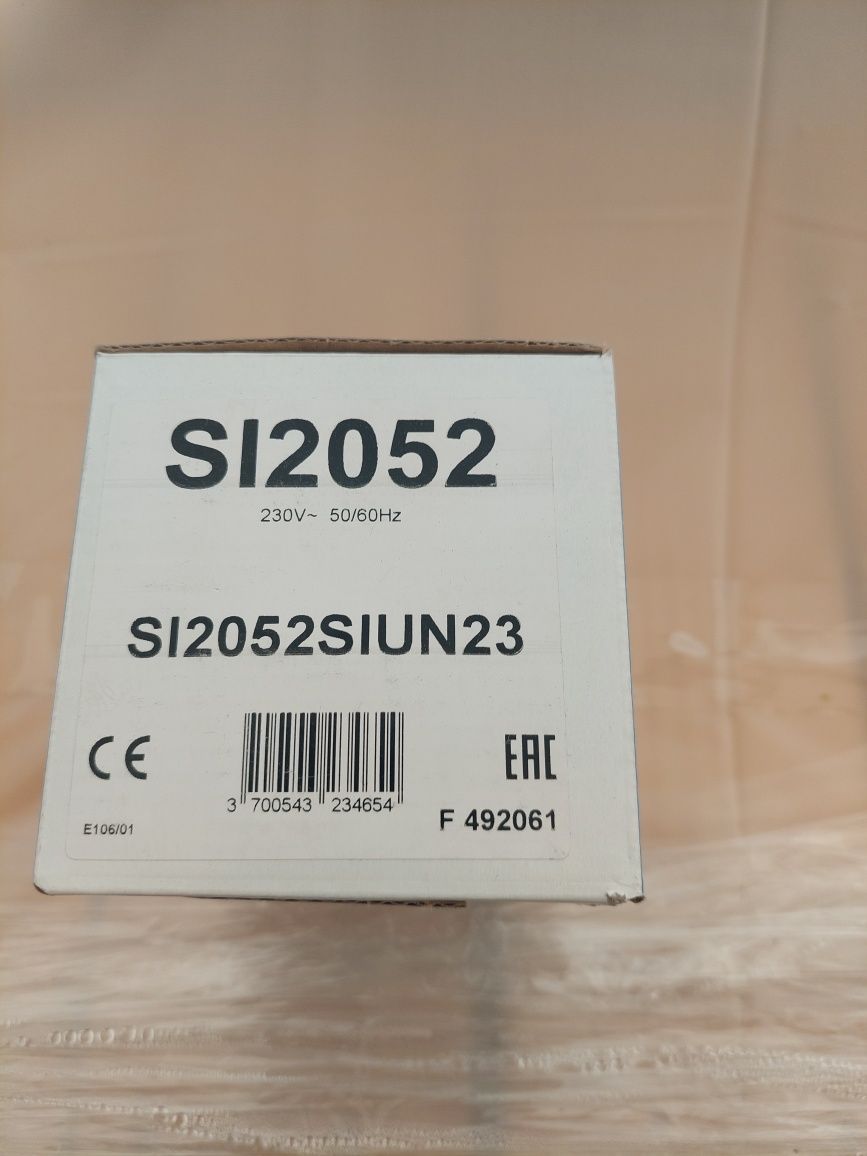 SI2052
230V~ 50/60Hz
SI2052SIUN23
CE
EAC
3 700543 234654
E106/01
F 492061